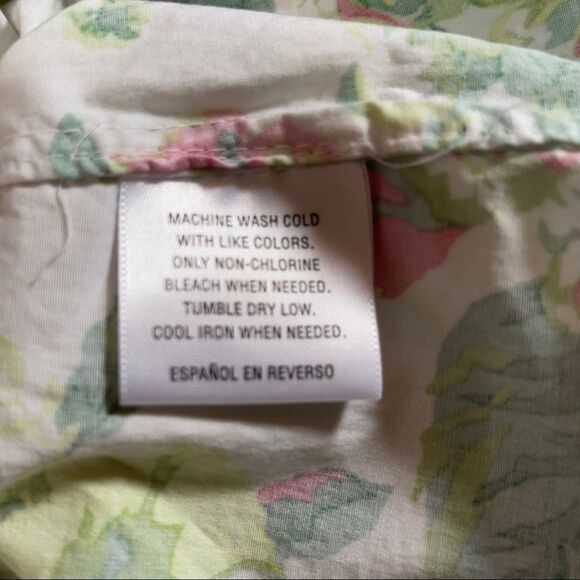 MACHINE WASH COLD
WITH LIKE COLORS.
ONLY NON-CHLORINE
BLEACH WHEN NEEDED.
TUMBLE DRY LOW.
COOL IRON WHEN NEEDED.
ESPAÑOL EN REVERSO